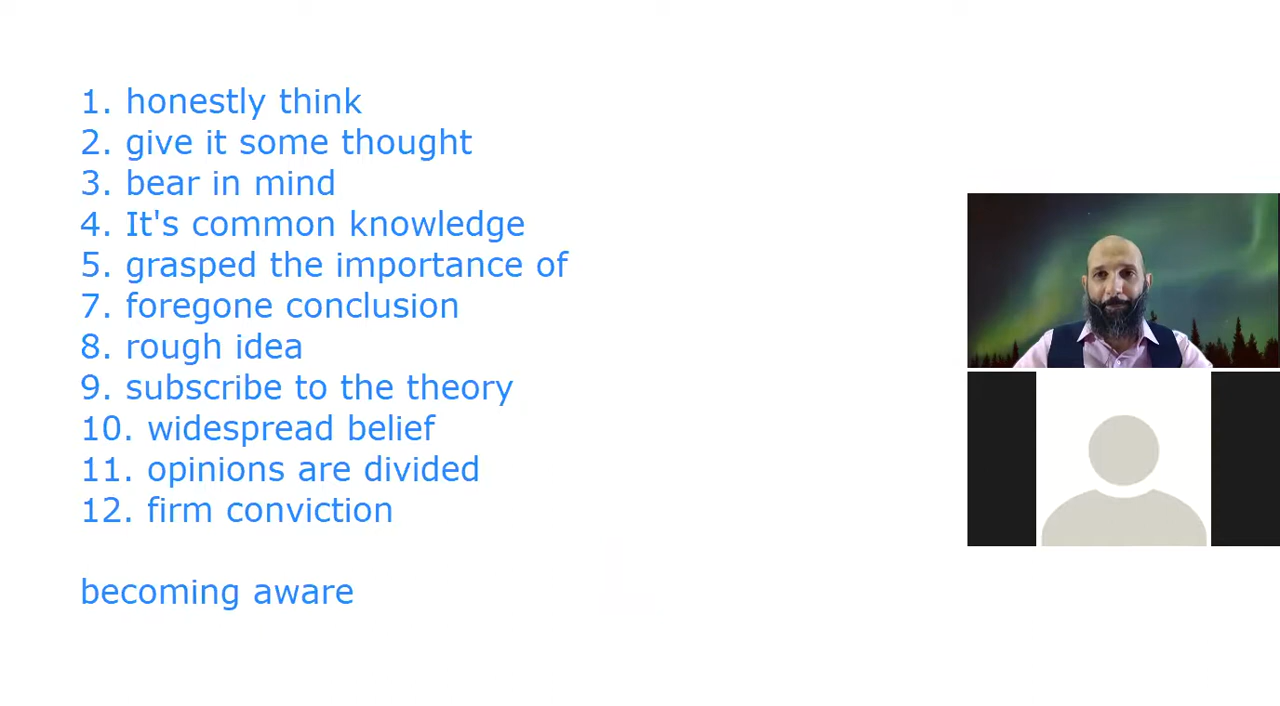 1. honestly think
2. give it some thought
3. bear in mind
4. It's common knowledge
5. grasped the importance of
7. foregone conclusion
8. rough idea
9. subscribe to the theory
10. widespread belief
11. opinions are divided
12. firm conviction
becoming aware